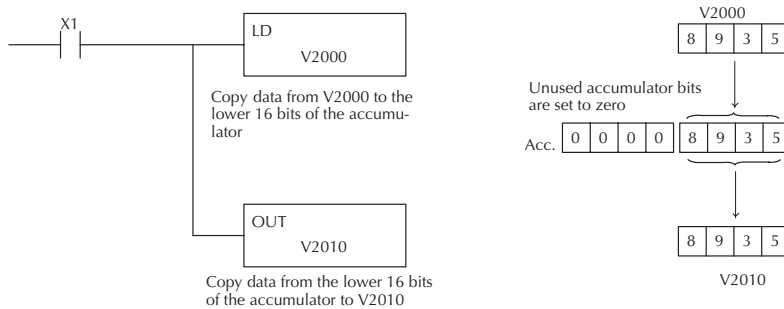 X1
LD
V2000
Copy data from V2000 to the
lower 16 bits of the accumu-
lator
OUT
V2010
Copy data from the lower 16 bits
of the accumulator to V2010
V2000
8 9 3 5
Unused accumulator bits
are set to zero
Acc. 0 0 0 0 8 9 3 5
8 9 3 5
V2010